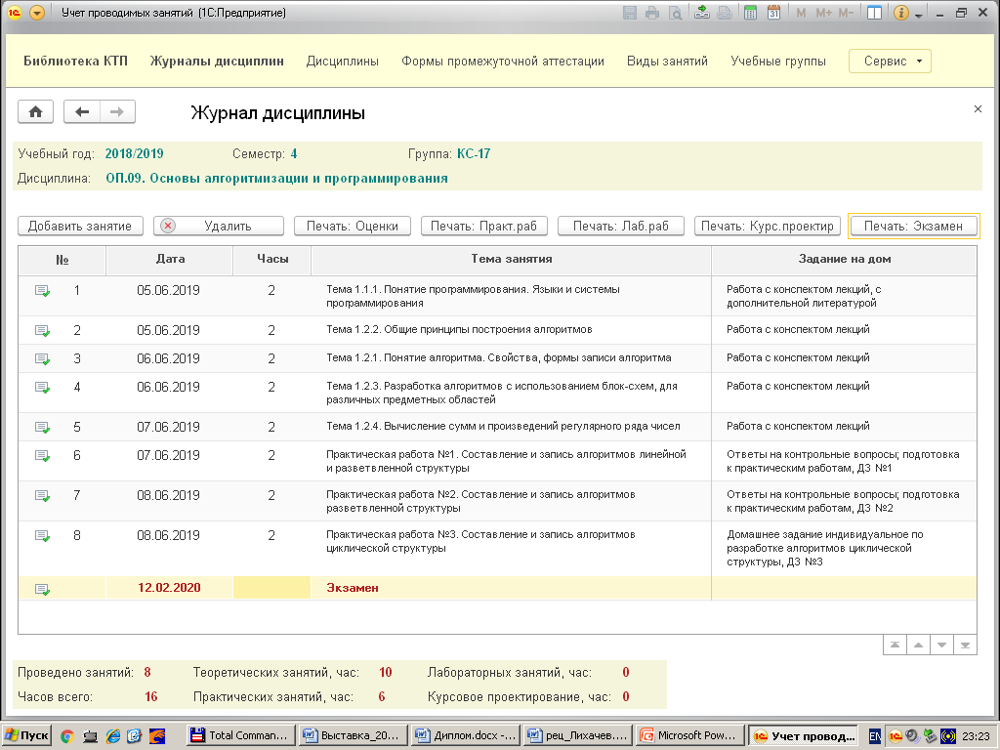 Учет проводимых занятий (1С:Предприятие)
M M+ M-
Библиотека КТП Журналы дисциплин Дисциплины Формы промежуточной аттестации Виды занятий Учебные группы Сервис
Журнал дисциплины
Учебный год: 2018/2019 Семестр: 4 Группа: КС-17
Дисциплина: ОП.09. Основы алгоритмизации и программирования
Добавить занятие Удалить Печать: Оценки Печать: Практ.раб Печать: Лаб.раб Печать: Курс.проектир Печать: Экзамен
№ Дата Часы Тема занятия Задание на дом
1 05.06.2019 2 Тема 1.1.1. Понятие программирования. Языки и системы Работа с конспектом лекций, с
программирования дополнительной литературой
2 05.06.2019 2 Тема 1.2.2. Общие принципы построения алгоритмов Работа с конспектом лекций
3 06.06.2019 2 Тема 1.2.1. Понятие алгоритма. Свойства, формы записи алгоритма Работа с конспектом лекций
4 06.06.2019 2 Тема 1.2.3. Разработка алгоритмов с использованием блок-схем, для Работа с конспектом лекций
различных предметных областей
5 07.06.2019 2 Тема 1.2.4. Вычисление сумм и произведений регулярного ряда чисел Работа с конспектом лекций
6 07.06.2019 2 Практическая работа №1. Составление и запись алгоритмов линейной Ответы на контрольные вопросы; подготовка
и разветвленной структуры к практическим работам, ДЗ №1
7 08.06.2019 2 Практическая работа №2. Составление и запись алгоритмов Ответы на контрольные вопросы; подготовка
разветвленной структуры к практическим работам, ДЗ №2
8 08.06.2019 2 Практическая работа №3. Составление и запись алгоритмов Домашнее задание индивидуальное по
циклической структуры разработке алгоритмов циклической
структуры, ДЗ №3
12.02.2020 Экзамен
Проведено занятий: 8 Теоретических занятий, час: 10 Лабораторных занятий, час: 0
Часов всего: 16 Практических занятий, час: 6 Курсовое проектирование, час: 0
Пуск Total Comman... Выставка_20... Диплом.docx -... рец_Лихачев.... Microsoft Pow... Учет провод... EN 23:23